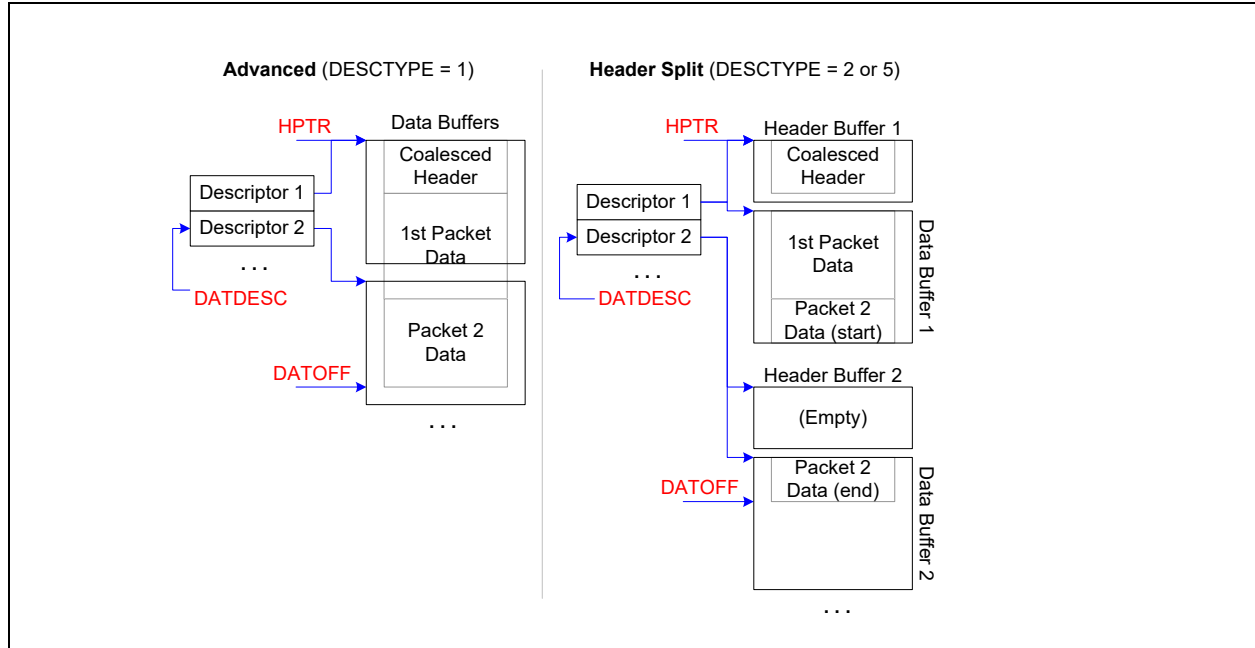 Advanced (DESCTYPE = 1)
HPTR
Data Buffers
Coalesced
Header
Descriptor 1
Descriptor 2
. . .
DATDESC
1st Packet
Data
Packet 2
Data
DATOFF
. . .
Header Split (DESCTYPE = 2 or 5)
HPTR
Header Buffer 1
Coalesced
Header
Descriptor 1
Descriptor 2
. . .
DATDESC
1st Packet
Data
Packet 2
Data (start)
Data Buffer 1
Header Buffer 2
(Empty)
Packet 2
Data (end)
DATOFF
Data Buffer 2
. . .